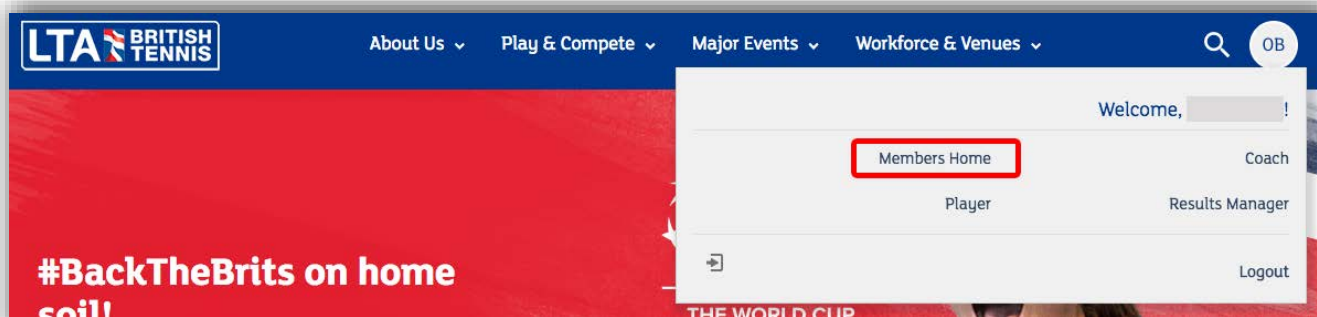 LTA BRITISH TENNIS
About Us Play & Compete Major Events Workforce & Venues OB
Welcome, !
Members Home Coach
Player Results Manager
Logout
#BackTheBrits on home
soil!
THE WORLD CUP